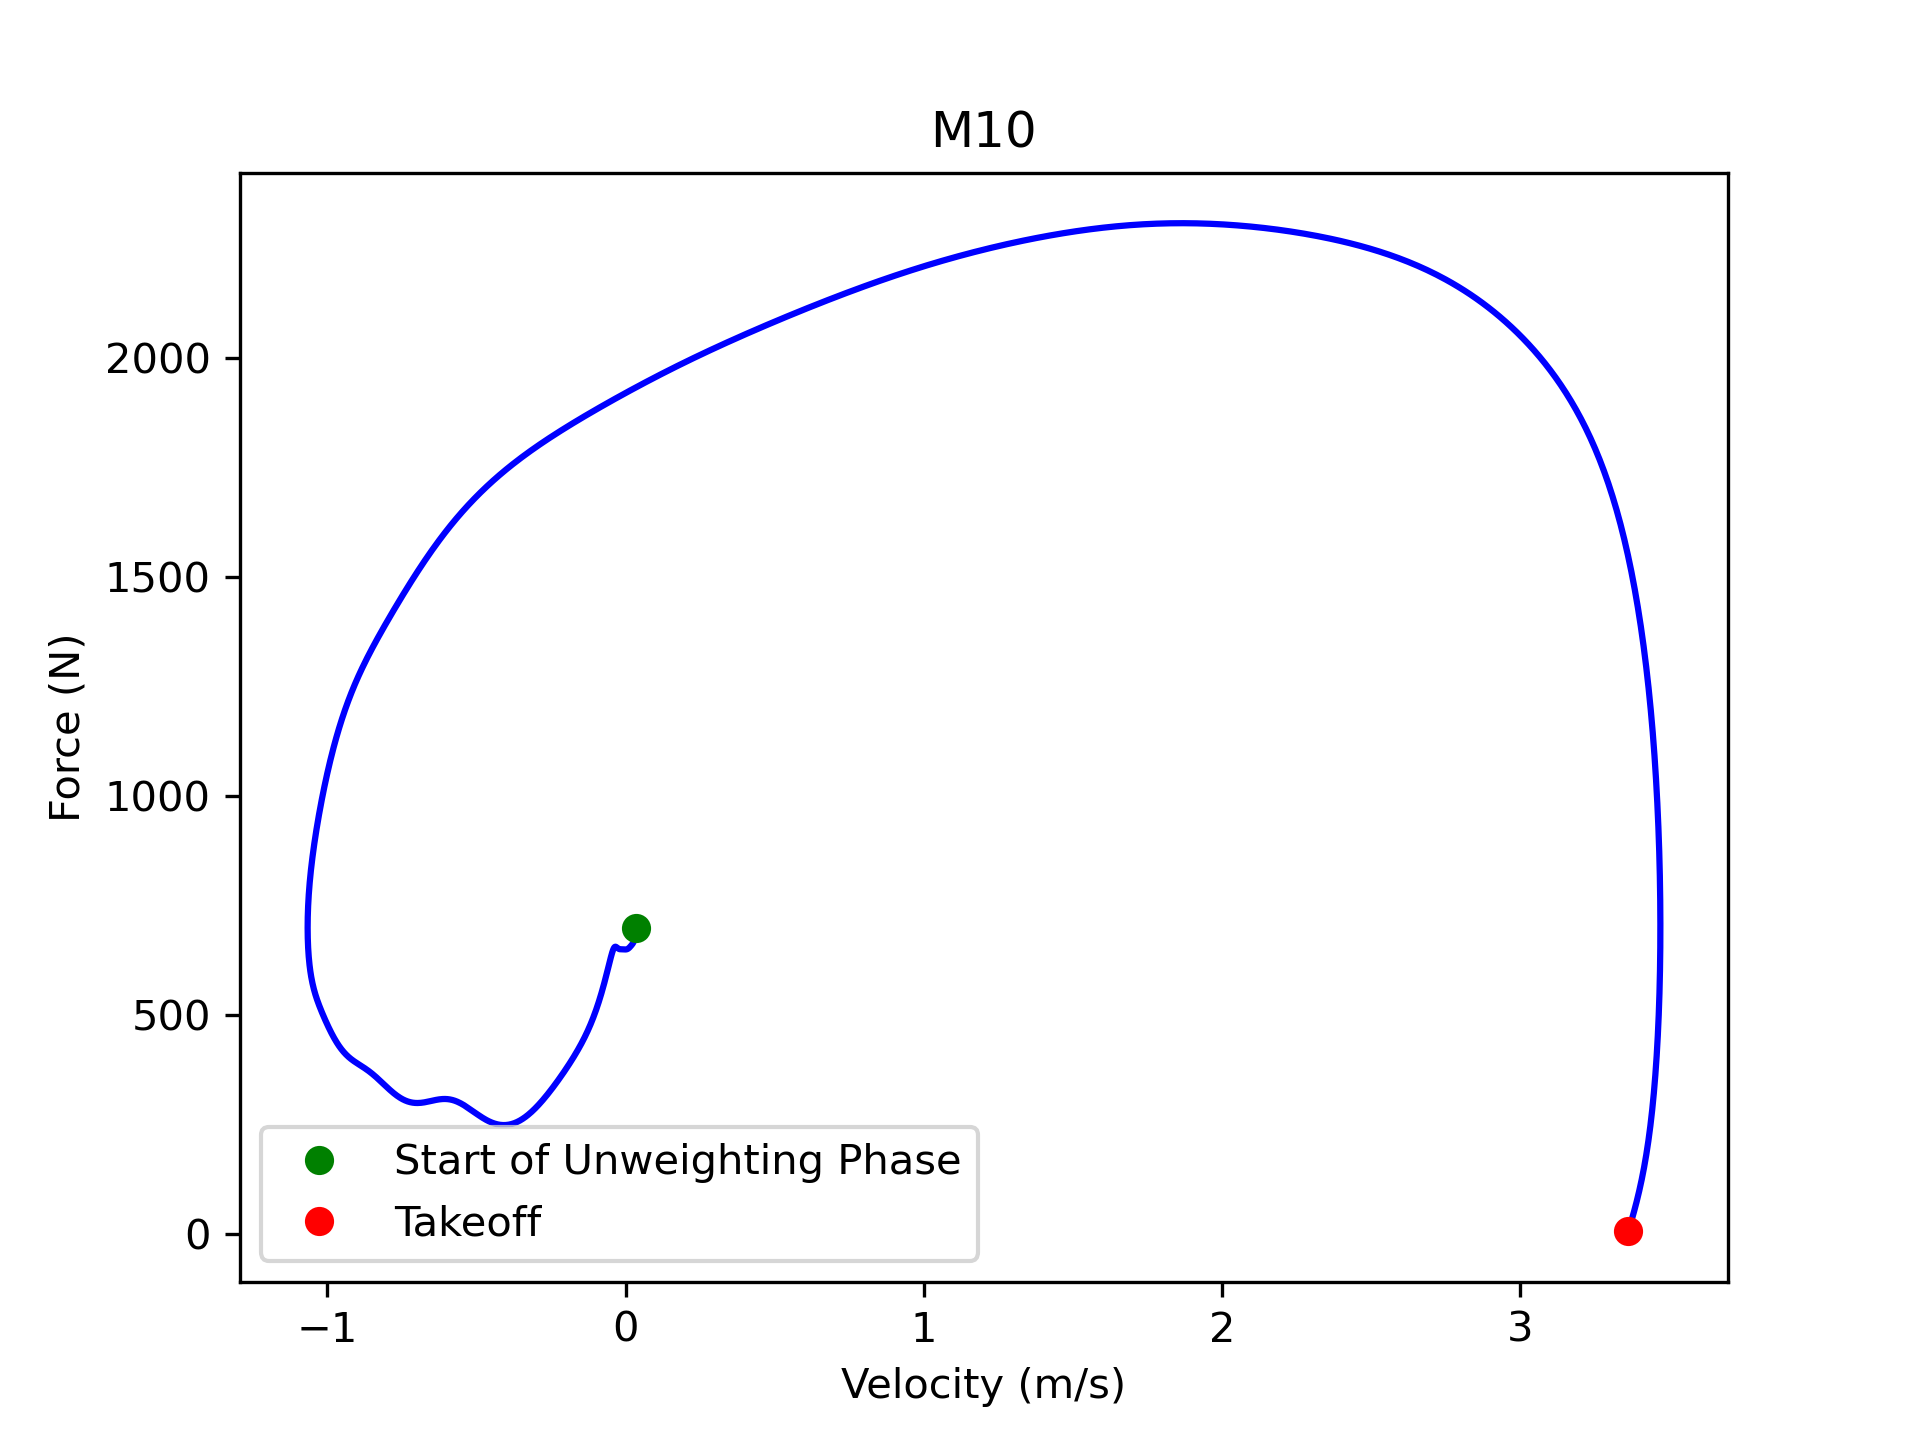 M10
Force (N)
2000
1500
1000
500
0
Start of Unweighting Phase
Takeoff
−1 0 1 2 3
Velocity (m/s)